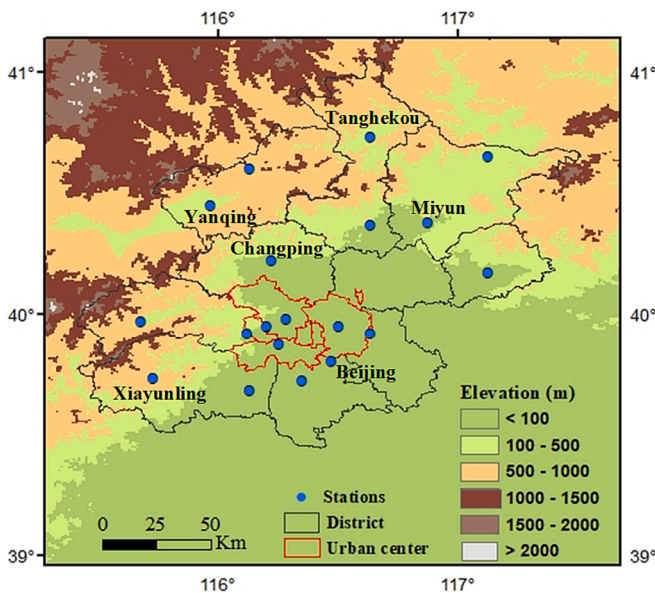 116° 117°
41°
Tanghekou
Miyun
Yanqing
Changping
40°
Beijing
Xiayunling
Elevation (m)
< 100
100 - 500
500 - 1000
1000 - 1500
1500 - 2000
> 2000
Stations
District
Urban center
0 25 50
Km
39°
116° 117°
41°
40°
39°